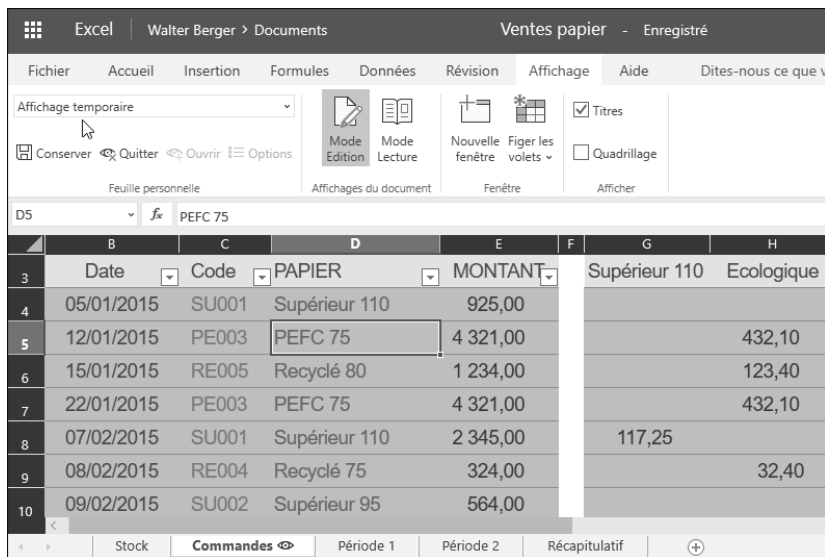 Excel Walter Berger > Documents Ventes papier - Enregistré
Fichier Accueil Insertion Formules Données Révision Affichage Aide Dites-nous ce que v
Affichage temporaire
Conserver Quitter Ouvrir Options
Mode Edition
Mode Lecture
Nouvelle fenêtre
Figer les volets
Titres
Quadrillage
Feuille personnelle Affichages du document Fenêtre Afficher
D5 fx PEFC 75
B C D E F G H
3 Date Code PAPIER MONTANT Supérieur 110 Ecologique
4 05/01/2015 SU001 Supérieur 110 925,00
5 12/01/2015 PE003 PEFC 75 4 321,00 432,10
6 15/01/2015 RE005 Recyclé 80 1 234,00 123,40
7 22/01/2015 PE003 PEFC 75 4 321,00 432,10
8 07/02/2015 SU001 Supérieur 110 2 345,00 117,25
9 08/02/2015 RE004 Recyclé 75 324,00 32,40
10 09/02/2015 SU002 Supérieur 95 564,00
Stock Commandes Période 1 Période 2 Récapitulatif